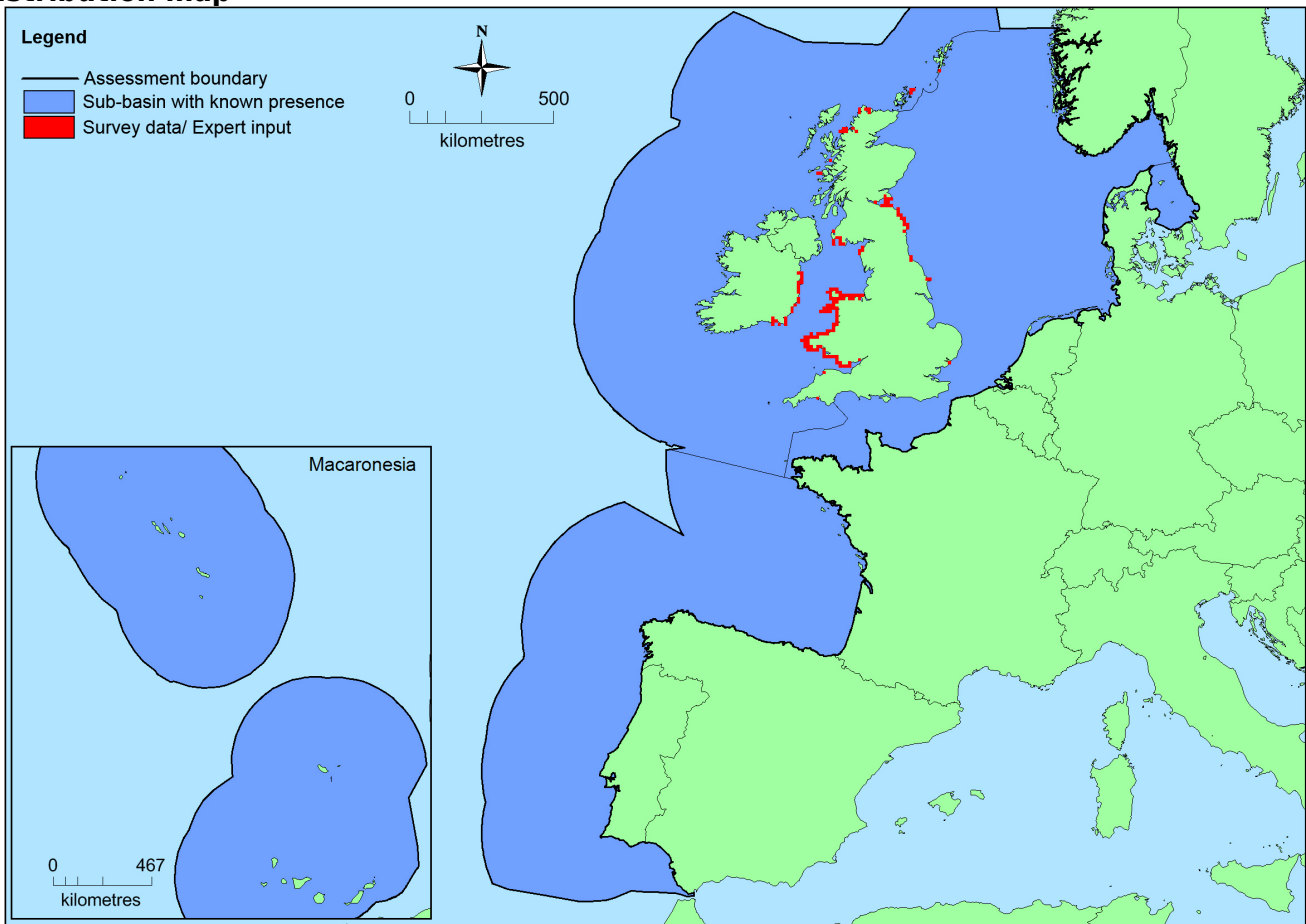 Legend
Assessment boundary
Sub-basin with known presence
Survey data/ Expert input
N
0 500
kilometres
Macaronesia
0 467
kilometres